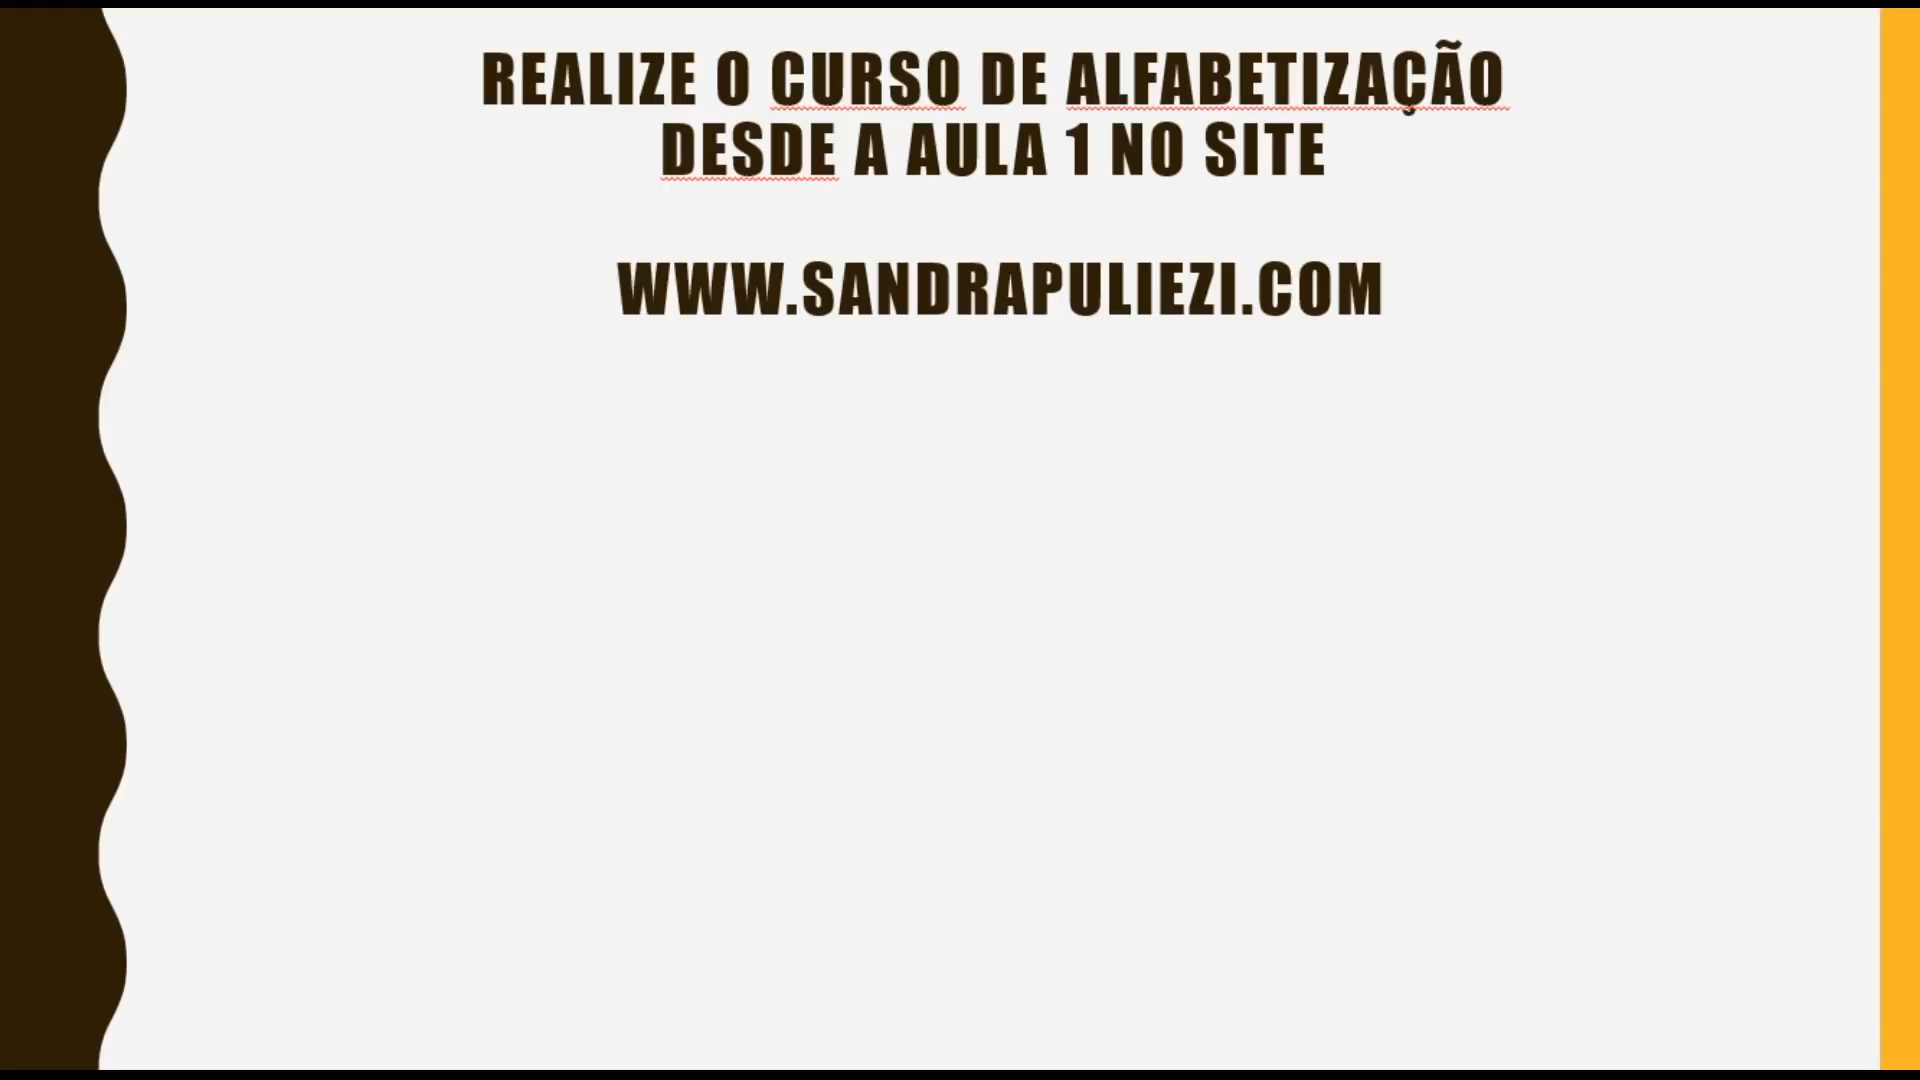 REALIZE O CURSO DE ALFABETIZAÇÃO
DESDE A AULA 1 NO SITE
WWW.SANDRAPULIEZI.COM